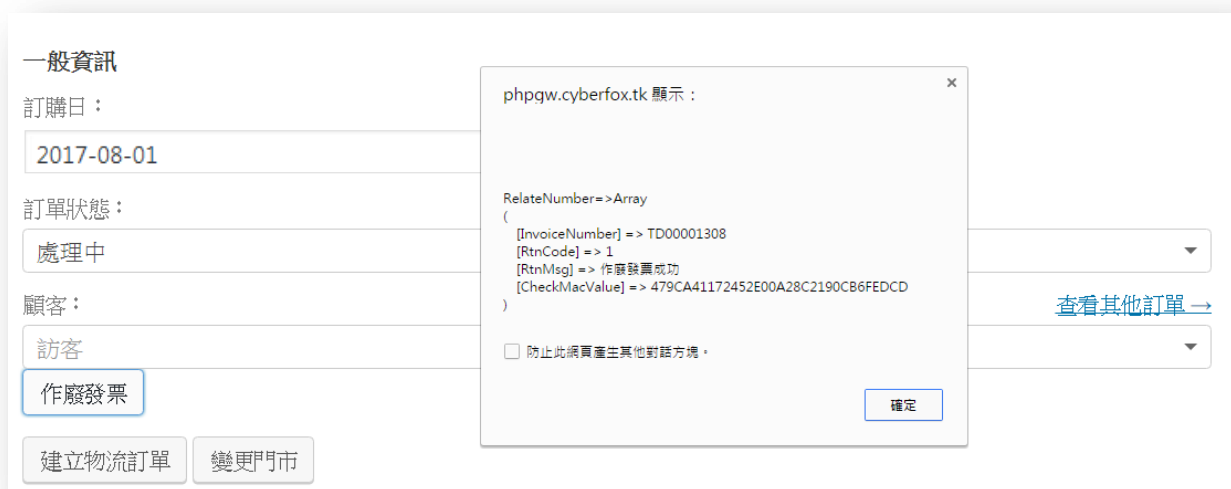 一般資訊
訂購日：
2017-08-01
訂單狀態：
處理中
顧客：
查看其他訂單 →
訪客
作廢發票
建立物流訂單
變更門市
phpgw.cyberfox.tk 顯示：
RelateNumber=>Array
(
[InvoiceNumber] => TD00001308
[RtnCode] => 1
[RtnMsg] => 作廢發票成功
[CheckMacValue] => 479CA41172452E00A28C2190CB6FEDCD
)
防止此網頁產生其他對話方塊。
確定